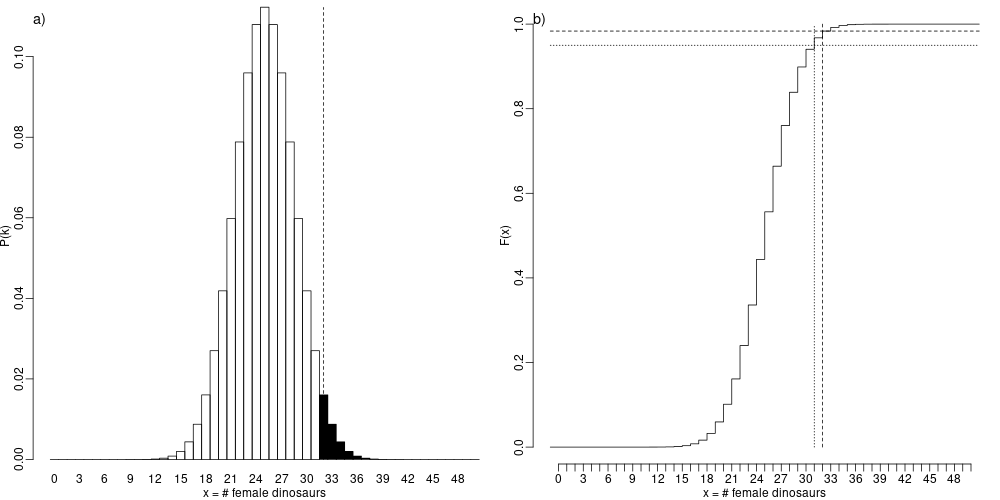 a)
P(k)
0.00 0.02 0.04 0.06 0.08 0.10
0 3 6 9 12 15 18 21 24 27 30 33 36 39 42 45 48
x = # female dinosaurs
b)
F(x)
0.0 0.2 0.4 0.6 0.8 1.0
0 3 6 9 12 15 18 21 24 27 30 33 36 39 42 45 48
x = # female dinosaurs